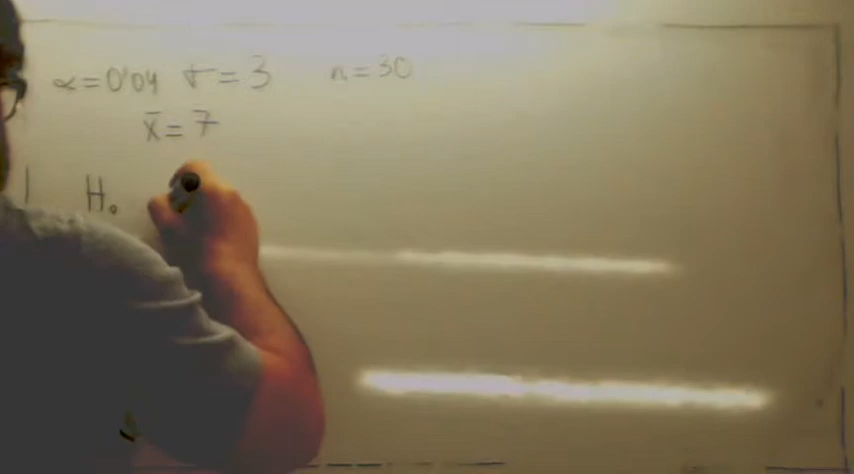 α = 0'04 σ = 3 n = 30
x̄ = 7
H₀